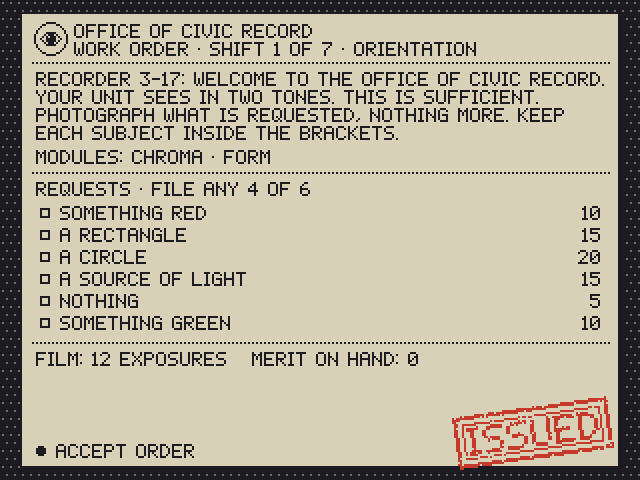 OFFICE OF CIVIC RECORD
WORK ORDER · SHIFT 1 OF 7 · ORIENTATION
RECORDER 3-17: WELCOME TO THE OFFICE OF CIVIC RECORD.
YOUR UNIT SEES IN TWO TONES. THIS IS SUFFICIENT.
PHOTOGRAPH WHAT IS REQUESTED, NOTHING MORE. KEEP
EACH SUBJECT INSIDE THE BRACKETS.
MODULES: CHROMA · FORM
REQUESTS · FILE ANY 4 OF 6
SOMETHING RED 10
A RECTANGLE 15
A CIRCLE 20
A SOURCE OF LIGHT 15
NOTHING 5
SOMETHING GREEN 10
FILM: 12 EXPOSURES MERIT ON HAND: 0
ISSUED
ACCEPT ORDER